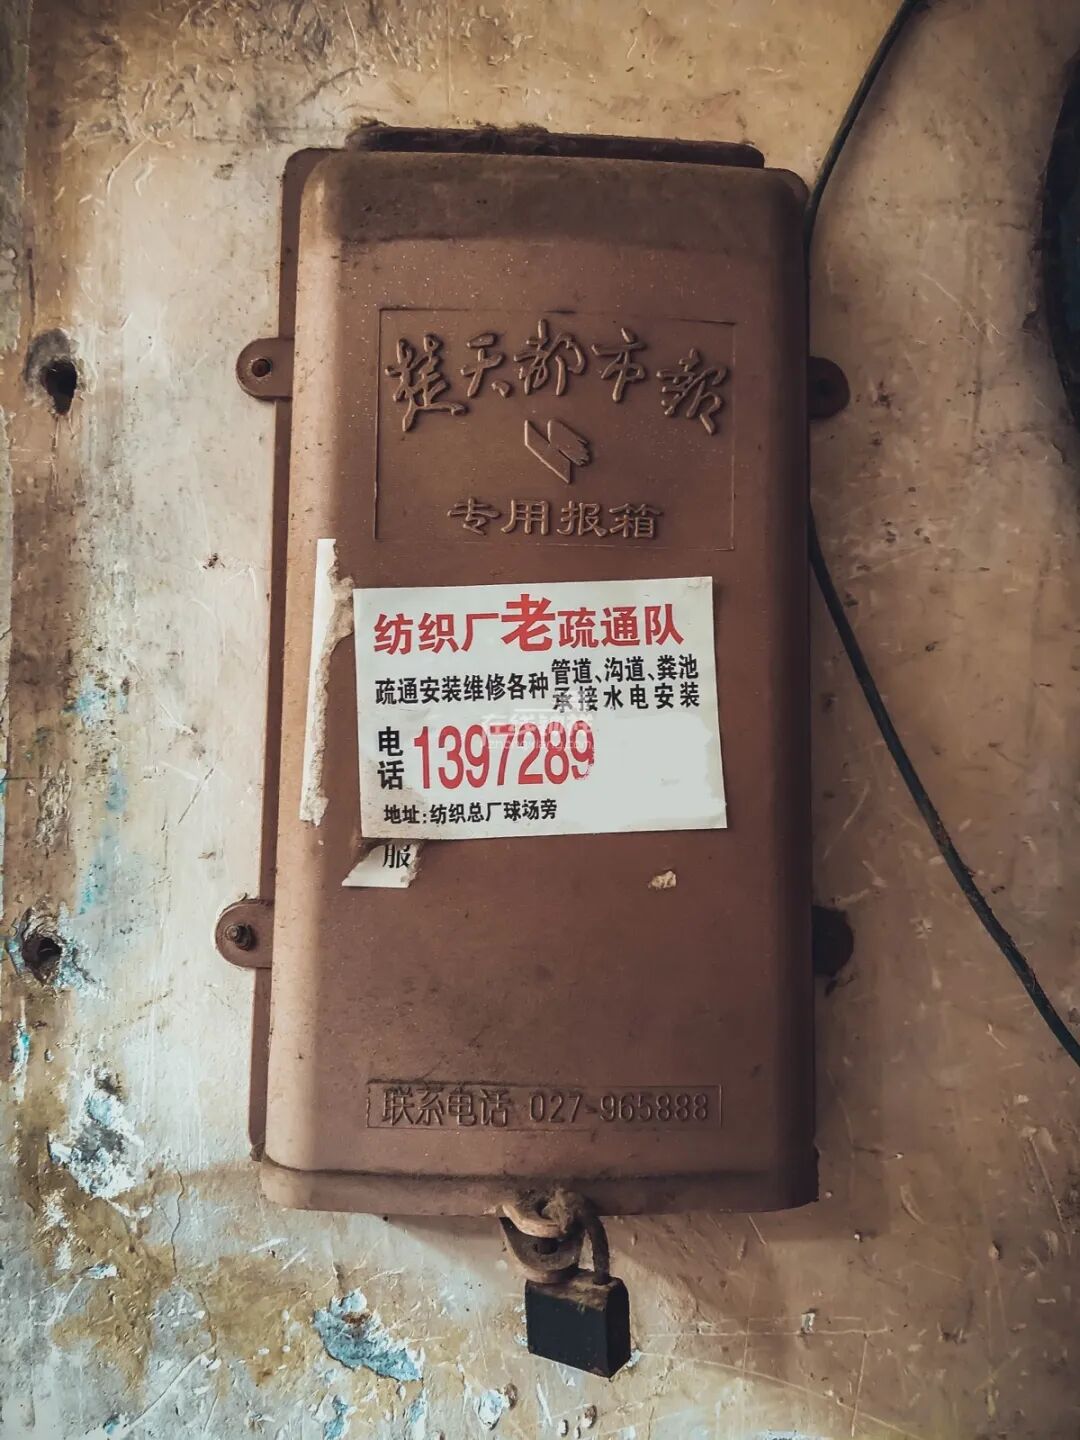 楚天都市报
专用报箱
纺织厂老疏通队
疏通安装维修各种管道、沟道、粪池
承接水电安装
电话 1397289
地址:纺织总厂球场旁
服
联系电话 027-965888